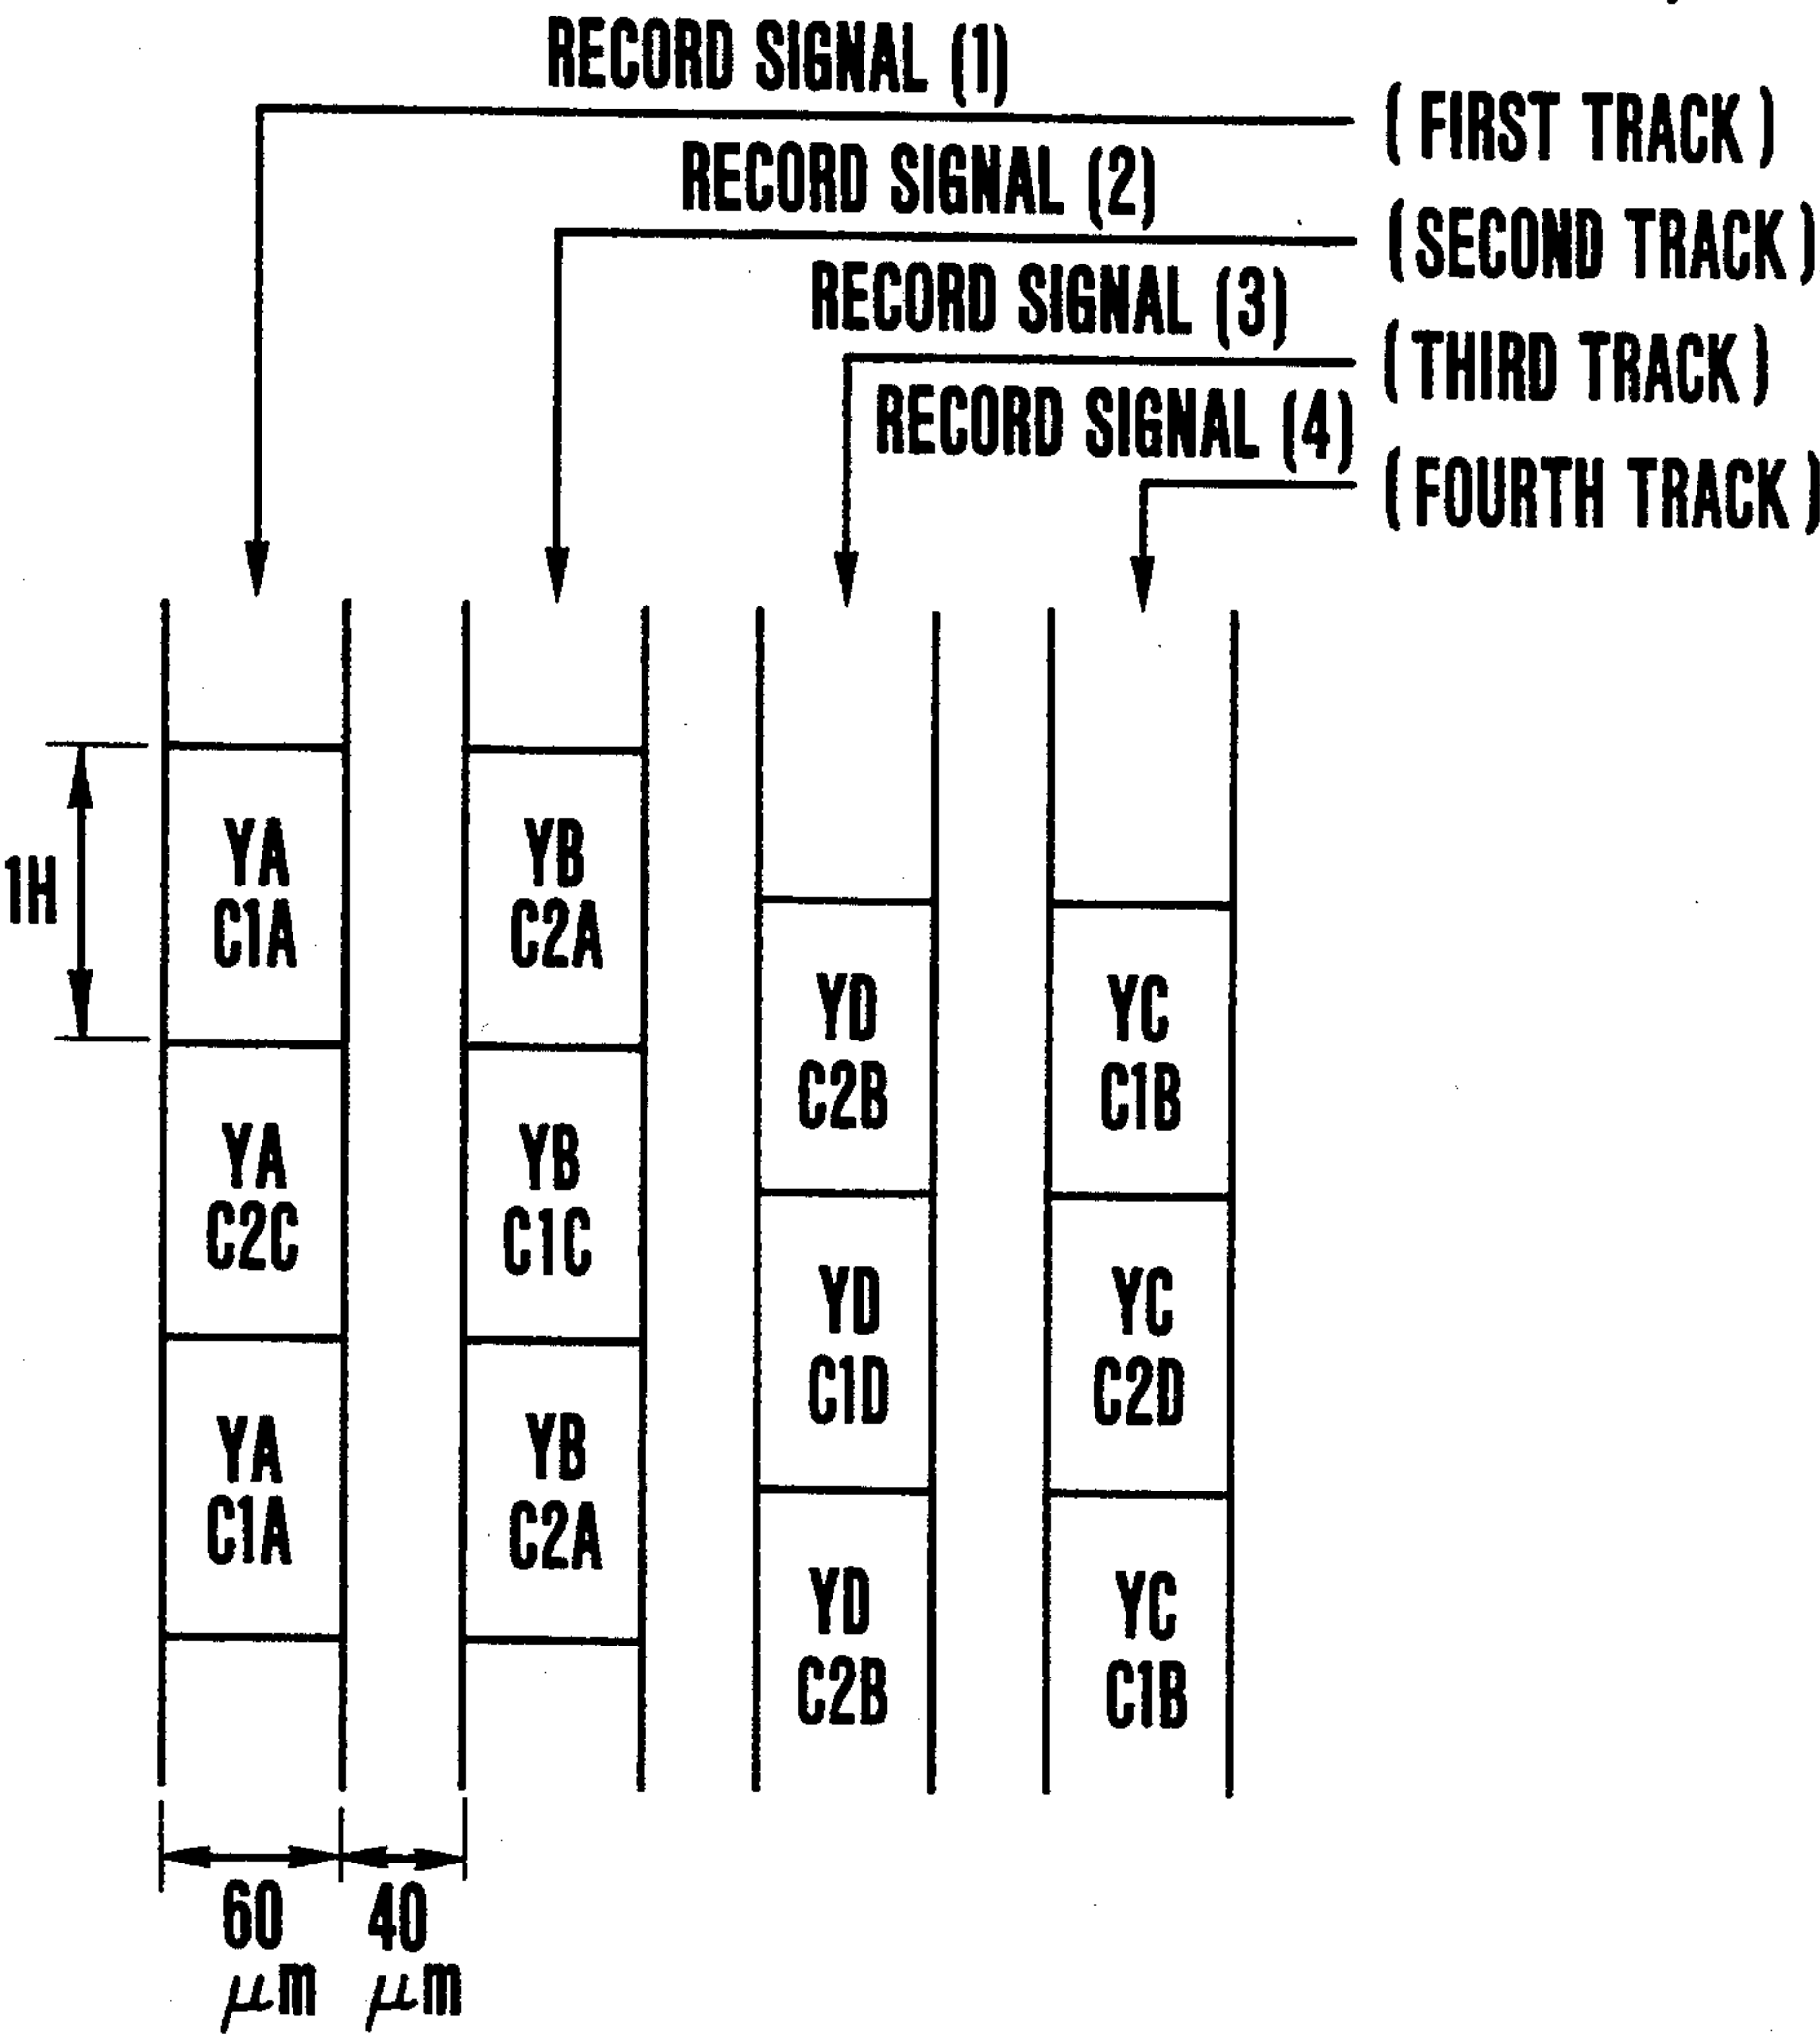 RECORD SIGNAL (1)
( FIRST TRACK )
RECORD SIGNAL (2)
( SECOND TRACK )
RECORD SIGNAL (3)
( THIRD TRACK )
RECORD SIGNAL (4)
( FOURTH TRACK )
1H
YA
C1A
YA
C2C
YA
C1A
YB
C2A
YB
C1C
YB
C2A
YD
C2B
YD
C1D
YD
C2B
YC
C1B
YC
C2D
YC
C1B
60
μm
40
μm